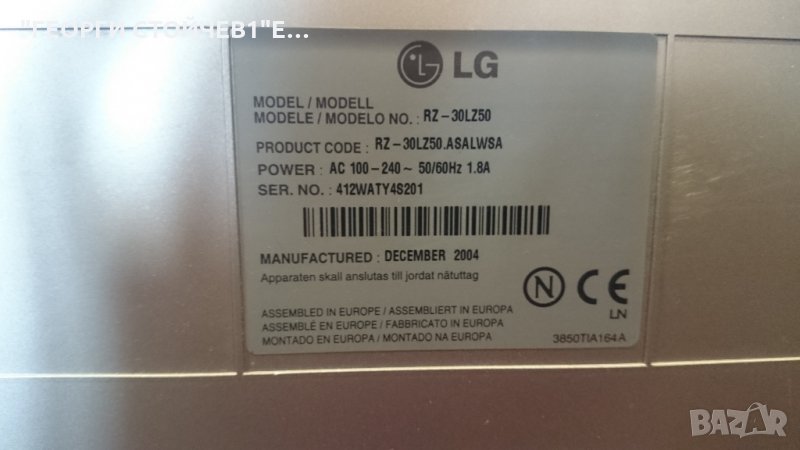 "ГЕОРГИ СТОЙЧЕВ1"Е...
LG
MODEL / MODELL
MODELE / MODELO NO. : RZ-30LZ50
PRODUCT CODE : RZ-30LZ50.ASALWSA
POWER : AC 100-240~ 50/60Hz 1.8A
SER. NO. : 412WATY4S201
MANUFACTURED : DECEMBER 2004
Apparaten skall anslutas till jordat nätuttag
N CE
LN
ASSEMBLED IN EUROPE / ASSEMBLIERT IN EUROPA
ASSEMBLÉ EN EUROPE / FABBRICATO IN EUROPA
MONTADO EN EUROPA / MONTADO NA EUROPA
3850TIA164A
BAZAR